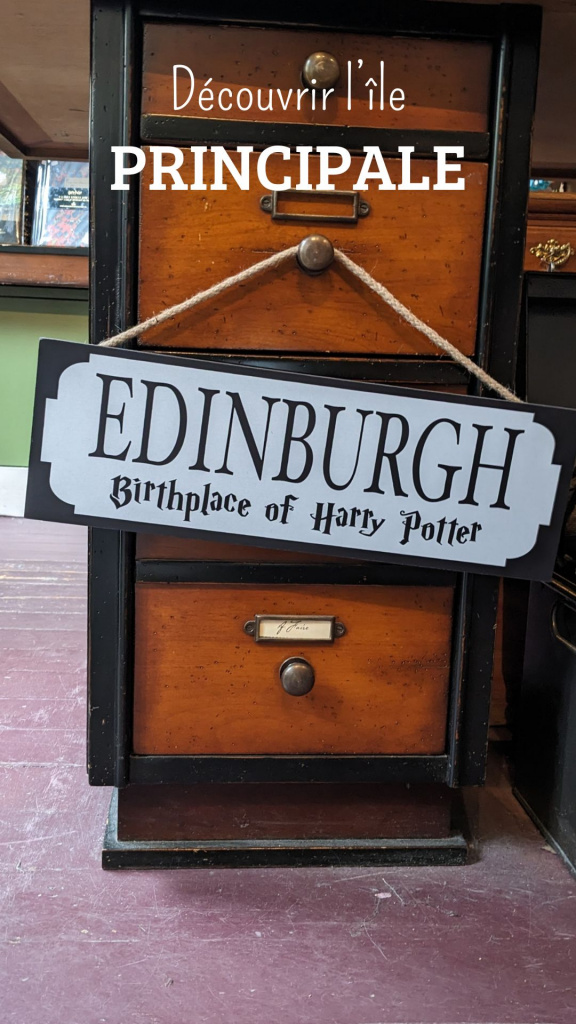 Découvrir l'île
PRINCIPALE
EDINBURGH
Birthplace of Harry Potter